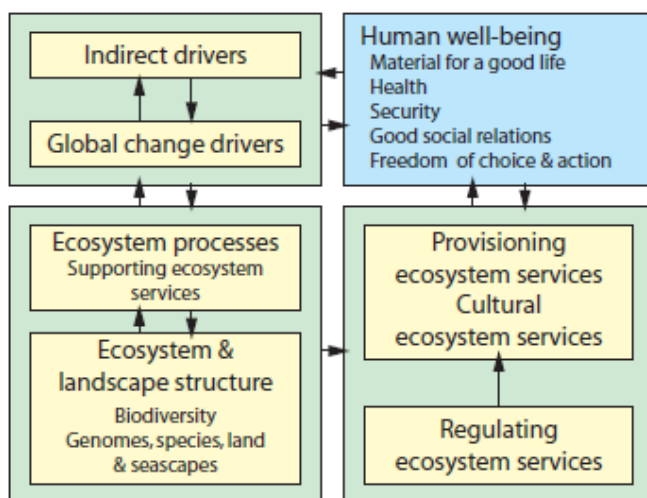 Indirect drivers
Global change drivers
Human well-being
Material for a good life
Health
Security
Good social relations
Freedom of choice & action
Ecosystem processes
Supporting ecosystem
services
Ecosystem &
landscape structure
Biodiversity
Genomes, species, land
& seascapes
Provisioning
ecosystem services
Cultural
ecosystem services
Regulating
ecosystem services